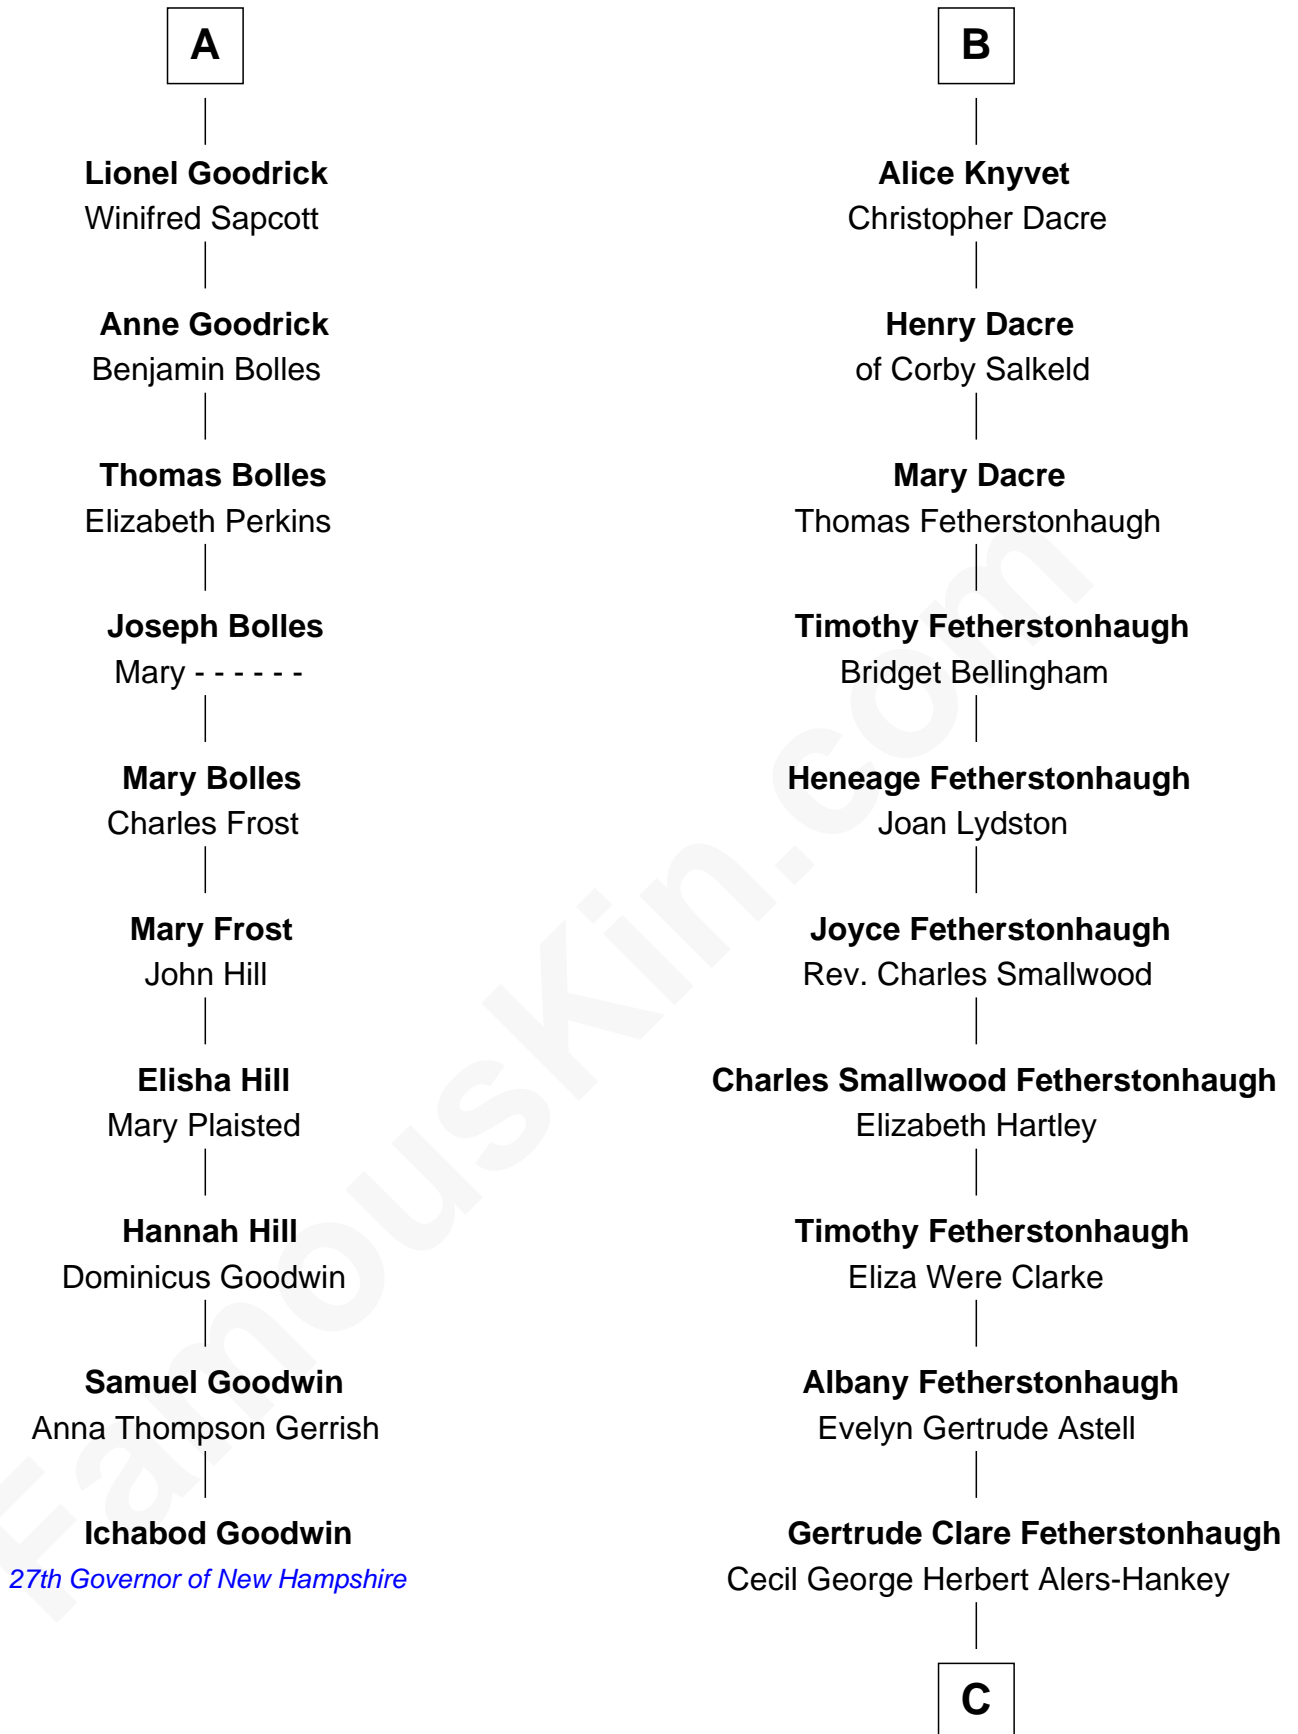 A
Lionel Goodrick
Winifred Sapcott
Anne Goodrick
Benjamin Bolles
Thomas Bolles
Elizabeth Perkins
Joseph Bolles
Mary - - - - - -
Mary Bolles
Charles Frost
Mary Frost
John Hill
Elisha Hill
Mary Plaisted
Hannah Hill
Dominicus Goodwin
Samuel Goodwin
Anna Thompson Gerrish
Ichabod Goodwin
27th Governor of New Hampshire
B
Alice Knyvet
Christopher Dacre
Henry Dacre
of Corby Salkeld
Mary Dacre
Thomas Fetherstonhaugh
Timothy Fetherstonhaugh
Bridget Bellingham
Heneage Fetherstonhaugh
Joan Lydston
Joyce Fetherstonhaugh
Rev. Charles Smallwood
Charles Smallwood Fetherstonhaugh
Elizabeth Hartley
Timothy Fetherstonhaugh
Eliza Were Clarke
Albany Fetherstonhaugh
Evelyn Gertrude Astell
Gertrude Clare Fetherstonhaugh
Cecil George Herbert Alers-Hankey
C
FamousKin.com